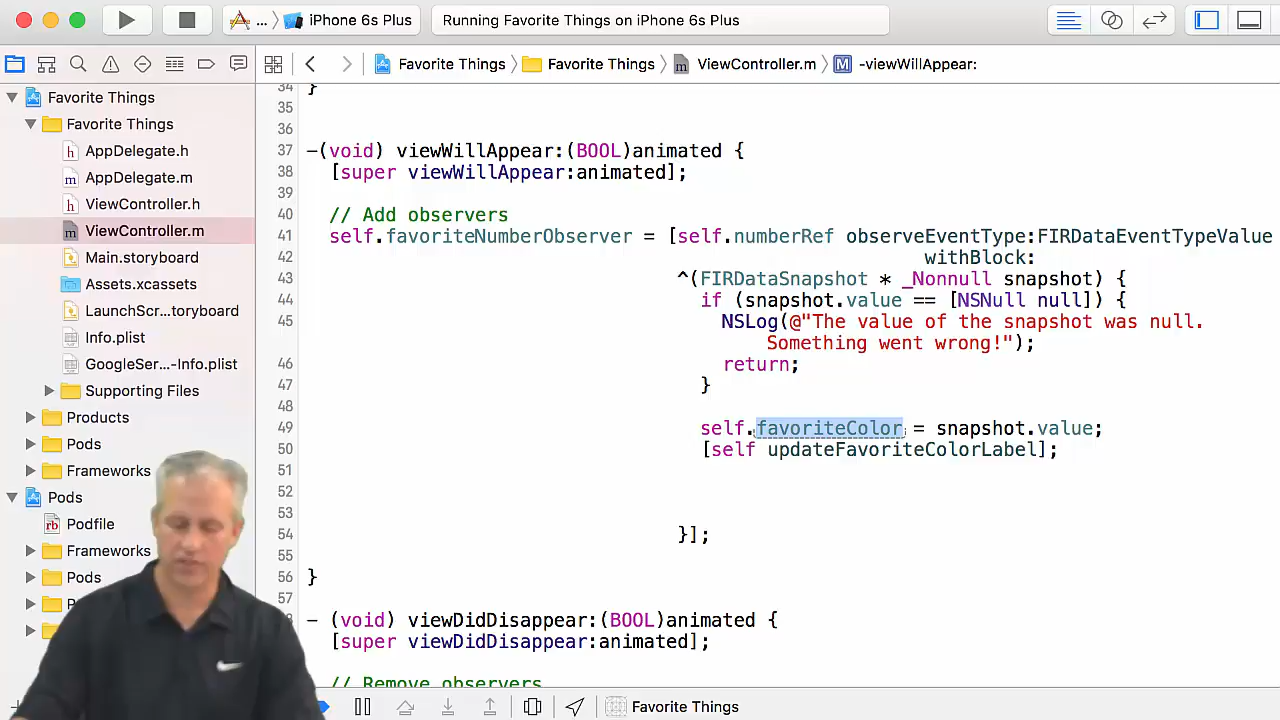 ... iPhone 6s Plus
Running Favorite Things on iPhone 6s Plus
Favorite Things Favorite Things ViewController.m M -viewWillAppear:
Favorite Things
Favorite Things
h AppDelegate.h
m AppDelegate.m
h ViewController.h
m ViewController.m
Main.storyboard
Assets.xcassets
LaunchScr...toryboard
Info.plist
GoogleSer...-Info.plist
Supporting Files
Products
Pods
Frameworks
Pods
rb Podfile
Frameworks
Pods
34 }
35
36
37 -(void) viewWillAppear:(BOOL)animated {
38 [super viewWillAppear:animated];
39
40 // Add observers
41 self.favoriteNumberObserver = [self.numberRef observeEventType:FIRDataEventTypeValue
42 withBlock:
43 ^(FIRDataSnapshot * _Nonnull snapshot) {
44 if (snapshot.value == [NSNull null]) {
45 NSLog(@"The value of the snapshot was null.
Something went wrong!");
46 return;
47 }
48
49 self.favoriteColor = snapshot.value;
50 [self updateFavoriteColorLabel];
51
52
53
54 }];
55
56 }
57
- (void) viewDidDisappear:(BOOL)animated {
59 [super viewDidDisappear:animated];
60
// Remove observers
Favorite Things